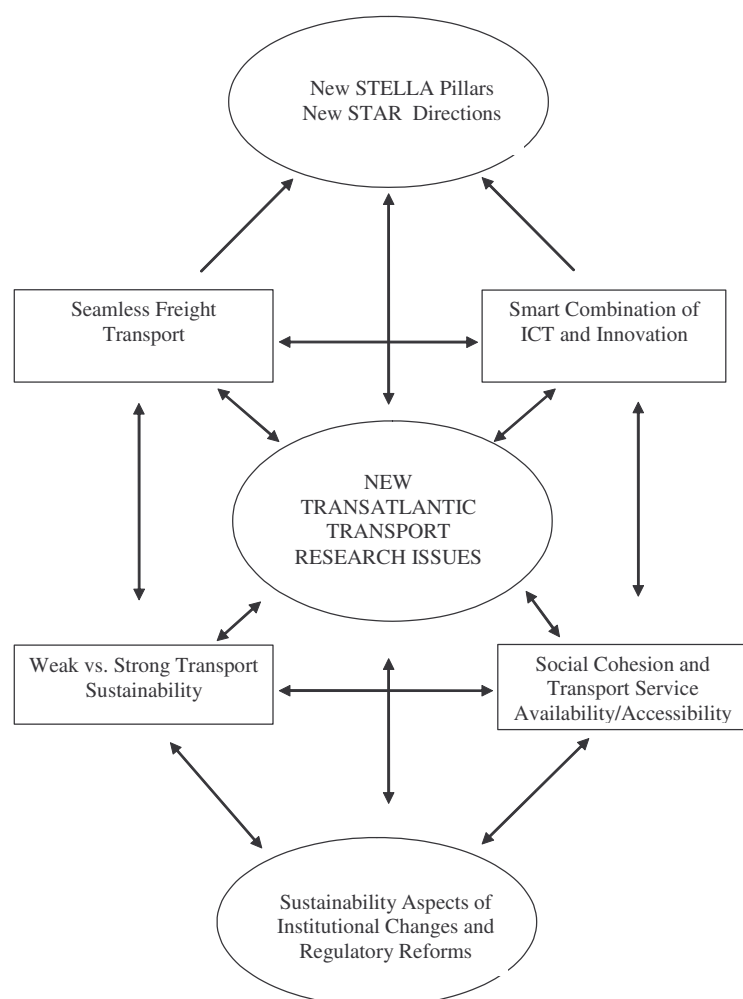 New STELLA Pillars
New STAR Directions
Seamless Freight
Transport
Smart Combination of
ICT and Innovation
NEW
TRANSATLANTIC
TRANSPORT
RESEARCH ISSUES
Weak vs. Strong Transport
Sustainability
Social Cohesion and
Transport Service
Availability/Accessibility
Sustainability Aspects of
Institutional Changes and
Regulatory Reforms